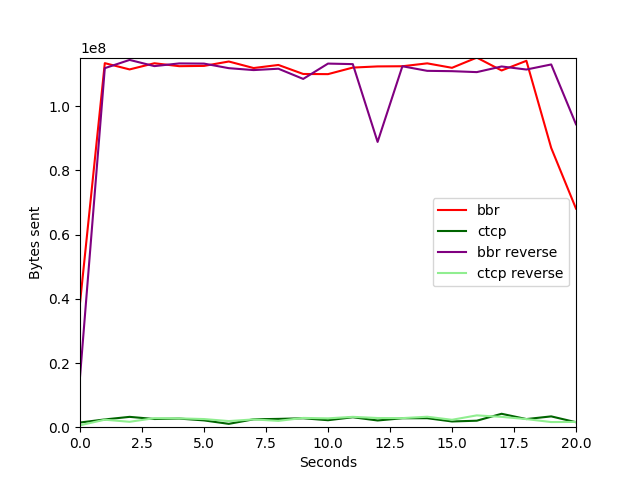 1e8
1.0
0.8
0.6
0.4
0.2
0.0
Bytes sent
bbr
ctcp
bbr reverse
ctcp reverse
0.0 2.5 5.0 7.5 10.0 12.5 15.0 17.5 20.0
Seconds